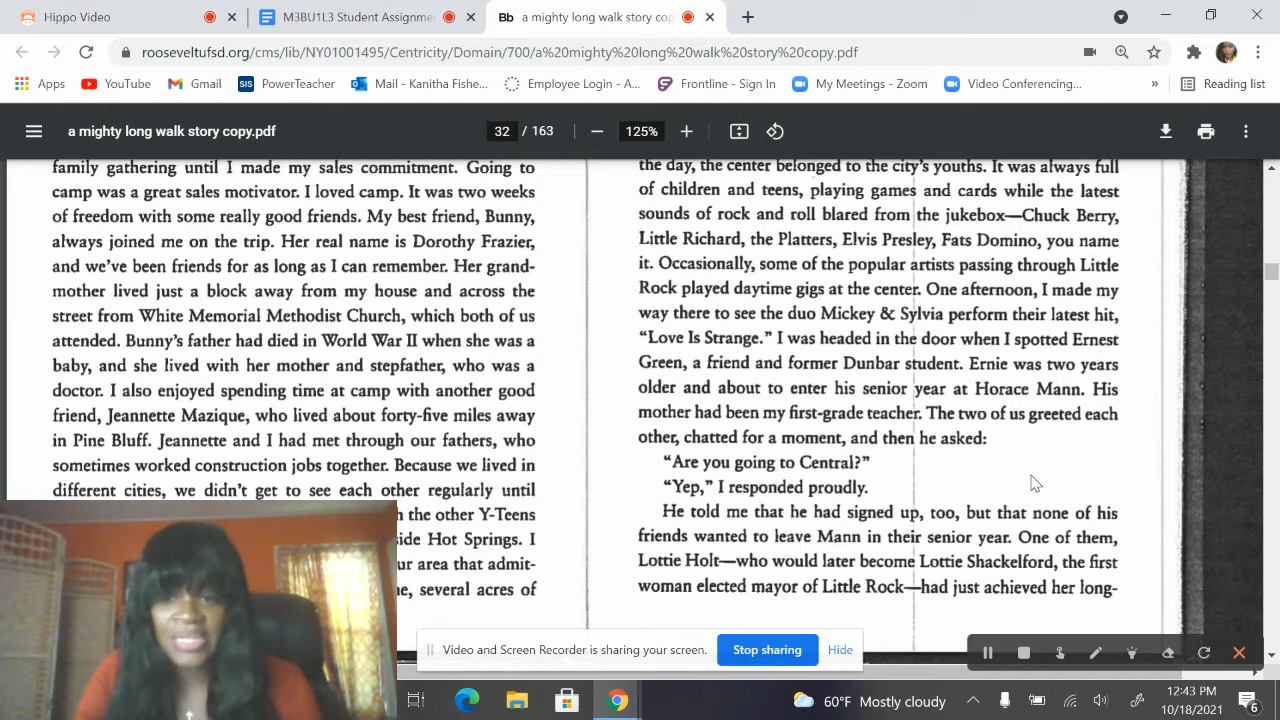 Hippo Video
M3BU1L3 Student Assignme
Bb a mighty long walk story cop
rooseveltufsd.org/cms/lib/NY01001495/Centricity/Domain/700/a%20mighty%20long%20walk%20story%20copy.pdf
Apps YouTube Gmail SIS PowerTeacher Mail - Kanitha Fishe... Employee Login - A... Frontline - Sign In My Meetings - Zoom Video Conferencing... » Reading list
a mighty long walk story copy.pdf 32 / 163 125%
family gathering until I made my sales commitment. Going to
camp was a great sales motivator. I loved camp. It was two weeks
of freedom with some really good friends. My best friend, Bunny,
always joined me on the trip. Her real name is Dorothy Frazier,
and we've been friends for as long as I can remember. Her grand-
mother lived just a block away from my house and across the
street from White Memorial Methodist Church, which both of us
attended. Bunny's father had died in World War II when she was a
baby, and she lived with her mother and stepfather, who was a
doctor. I also enjoyed spending time at camp with another good
friend, Jeannette Mazique, who lived about forty-five miles away
in Pine Bluff. Jeannette and I had met through our fathers, who
sometimes worked construction jobs together. Because we lived in
different cities, we didn't get to see each other regularly until
the other Y-Teens
side Hot Springs. I
ur area that admit-
e, several acres of
the day, the center belonged to the city's youths. It was always full
of children and teens, playing games and cards while the latest
sounds of rock and roll blared from the jukebox—Chuck Berry,
Little Richard, the Platters, Elvis Presley, Fats Domino, you name
it. Occasionally, some of the popular artists passing through Little
Rock played daytime gigs at the center. One afternoon, I made my
way there to see the duo Mickey & Sylvia perform their latest hit,
"Love Is Strange." I was headed in the door when I spotted Ernest
Green, a friend and former Dunbar student. Ernie was two years
older and about to enter his senior year at Horace Mann. His
mother had been my first-grade teacher. The two of us greeted each
other, chatted for a moment, and then he asked:
"Are you going to Central?"
"Yep," I responded proudly.
He told me that he had signed up, too, but that none of his
friends wanted to leave Mann in their senior year. One of them,
Lottie Holt—who would later become Lottie Shackelford, the first
woman elected mayor of Little Rock—had just achieved her long-
Video and Screen Recorder is sharing your screen. Stop sharing Hide
60°F Mostly cloudy
12:43 PM
10/18/2021
6